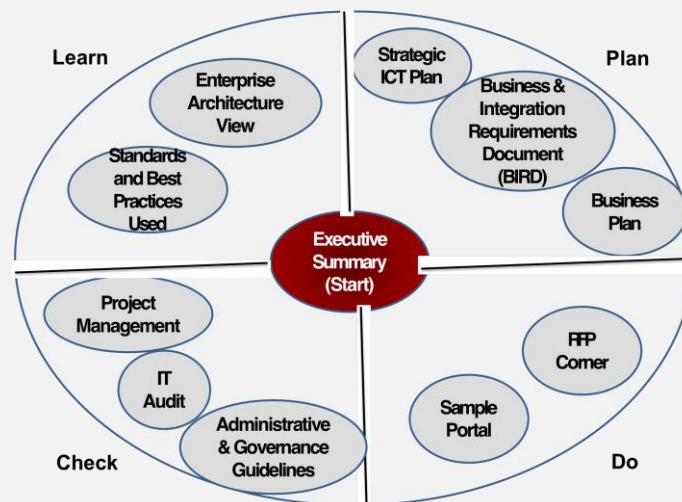 Learn
Enterprise
Architecture
View
Standards
and Best
Practices
Used
Plan
Strategic
ICT Plan
Business &
Integration
Requirements
Document
(BIRD)
Business
Plan
Executive
Summary
(Start)
Project
Management
IT
Audit
Administrative
& Governance
Guidelines
Check
RFP
Corner
Sample
Portal
Do